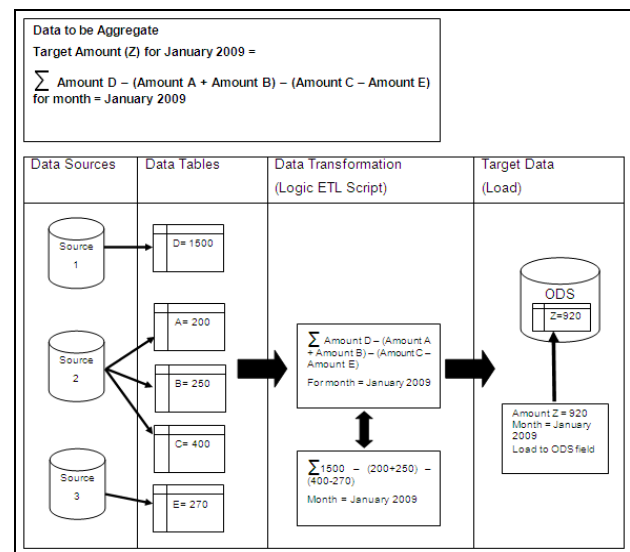 Data to be Aggregate
Target Amount (Z) for January 2009 =
∑ Amount D – (Amount A + Amount B) – (Amount C – Amount E)
for month = January 2009
Data Sources
Data Tables
Data Transformation
(Logic ETL Script)
Target Data
(Load)
Source
1
D= 1500
Source
2
A= 200
B= 250
C= 400
Source
3
E= 270
∑ Amount D – (Amount A
+ Amount B) – (Amount C –
Amount E)
For month = January 2009
∑1500 – (200+250) –
(400-270)
Month = January 2009
ODS
Z=920
Amount Z = 920
Month = January
2009
Load to ODS field